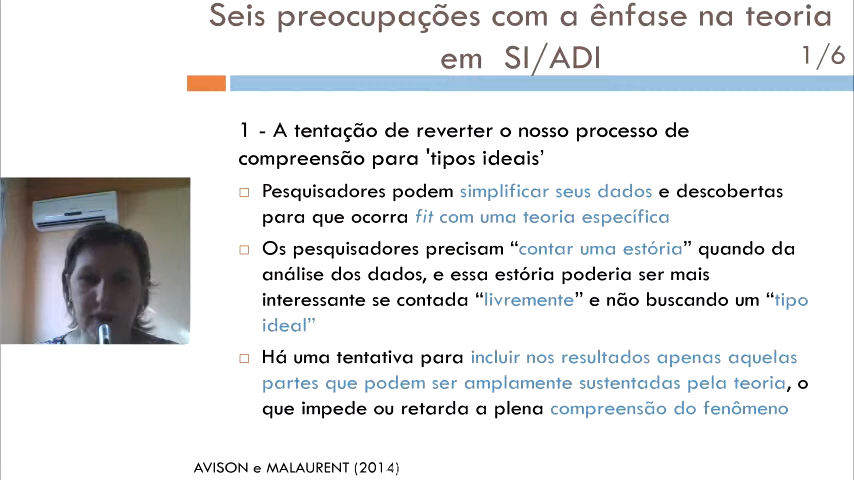 Seis preocupações com a ênfase na teoria
em SI/ADI
1/6
1 - A tentação de reverter o nosso processo de
compreensão para 'tipos ideais’
Pesquisadores podem simplificar seus dados e descobertas
para que ocorra fit com uma teoria específica
Os pesquisadores precisam “contar uma estória” quando da
análise dos dados, e essa estória poderia ser mais
interessante se contada “livremente” e não buscando um “tipo
ideal”
Há uma tentativa para incluir nos resultados apenas aquelas
partes que podem ser amplamente sustentadas pela teoria, o
que impede ou retarda a plena compreensão do fenômeno
AVISON e MALAURENT (2014)